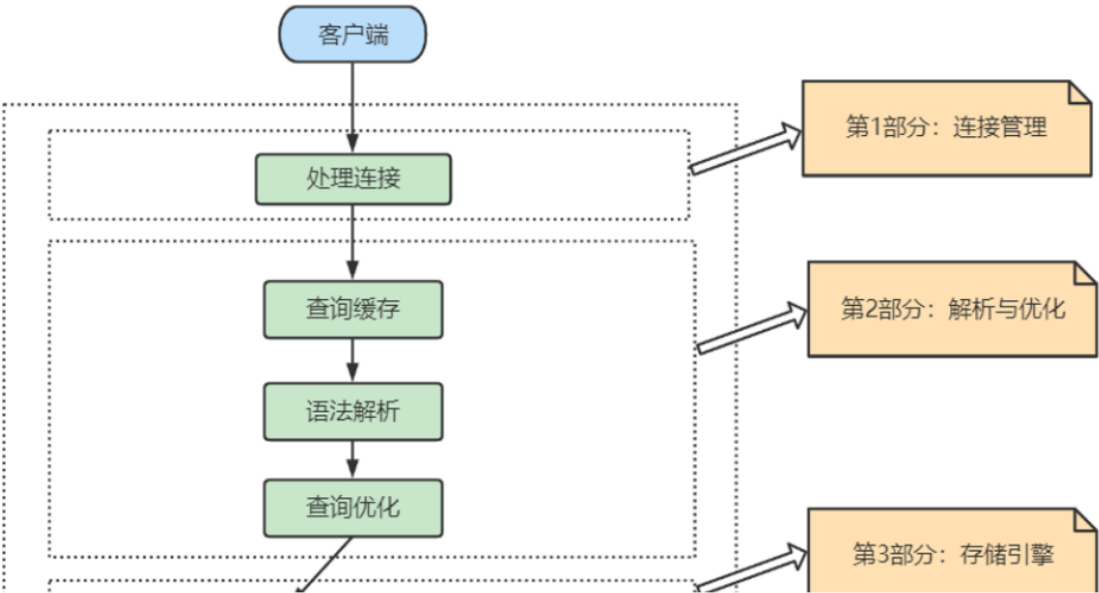 客户端
第1部分：连接管理
处理连接
查询缓存
第2部分：解析与优化
语法解析
查询优化
第3部分：存储引擎